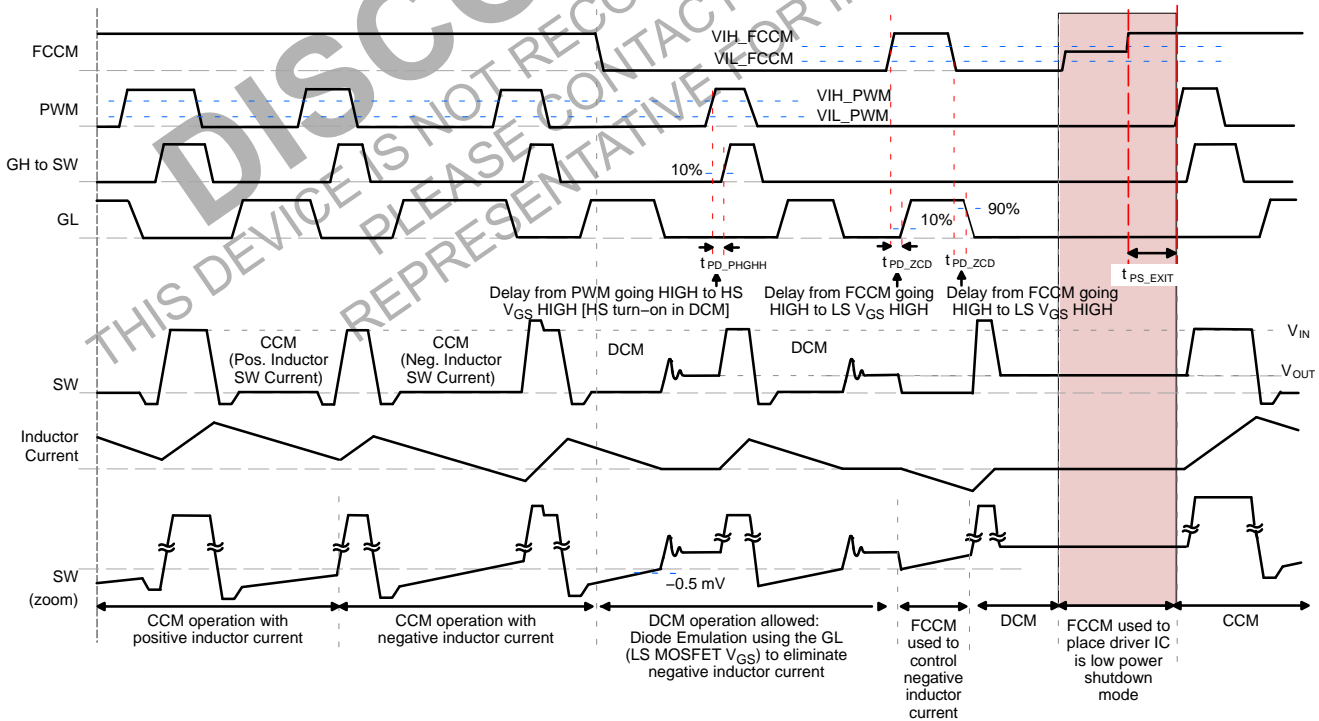 DISCO
THIS DEVICE IS NOT RECO
PLEASE CONTACT
REPRESENTATIVE FOR I
FCCM
VIH_FCCM
VIL_FCCM
PWM
VIH_PWM
VIL_PWM
GH to SW
10%
GL
10%
90%
t PD_PHGHH
t PD_ZCD
t PD_ZCD
t PS_EXIT
Delay from PWM going HIGH to HS
VGS HIGH [HS turn−on in DCM]
Delay from FCCM going
HIGH to LS VGS HIGH
Delay from FCCM going
HIGH to LS VGS HIGH
CCM
(Pos. Inductor
SW Current)
CCM
(Neg. Inductor
SW Current)
DCM
DCM
VIN
VOUT
SW
Inductor
Current
SW
(zoom)
−0.5 mV
CCM operation with
positive inductor current
CCM operation with
negative inductor current
DCM operation allowed:
Diode Emulation using the GL
(LS MOSFET VGS) to eliminate
negative inductor current
FCCM
used to
control
negative
inductor
current
DCM
FCCM used to
place driver IC
is low power
shutdown
mode
CCM